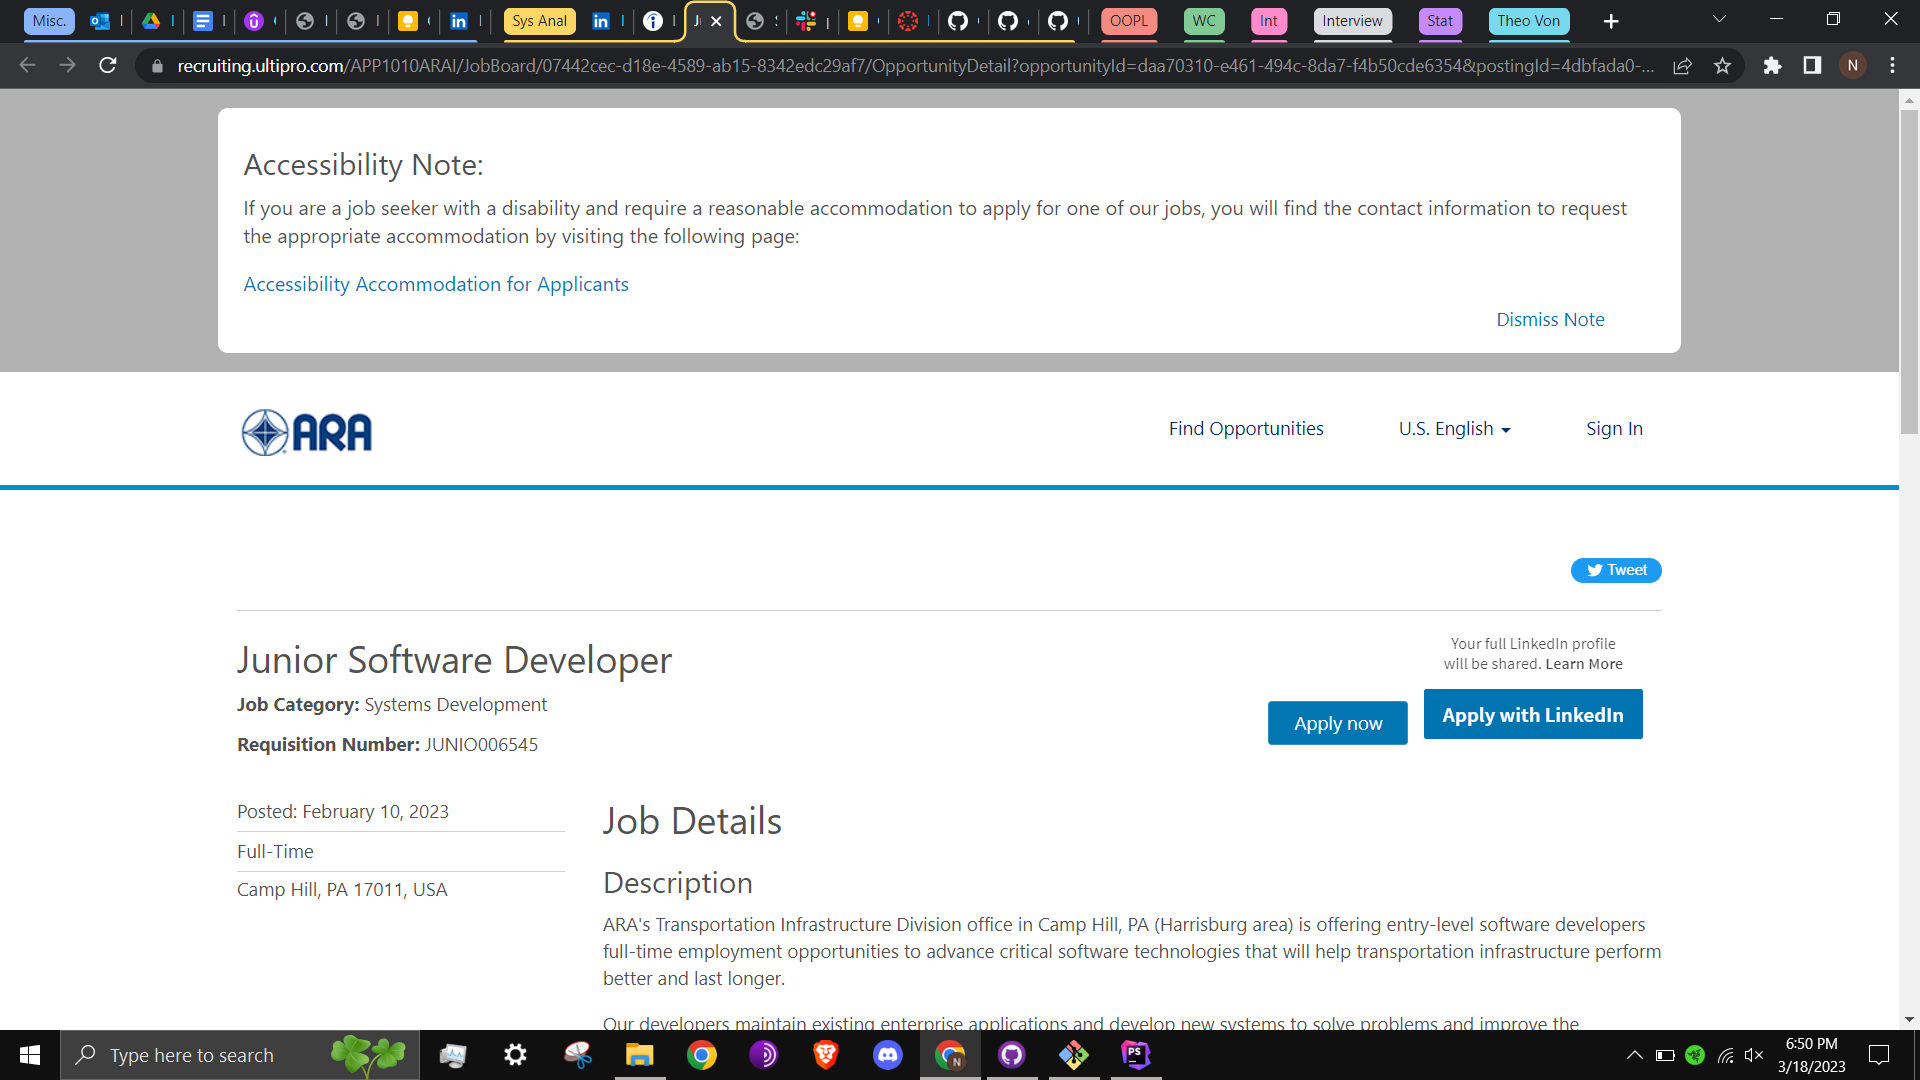 Misc.
Sys Anal
OOPL
WC
Int
Interview
Stat
Theo Von
recruiting.ultipro.com/APP1010ARAI/JobBoard/07442cec-d18e-4589-ab15-8342edc29af7/OpportunityDetail?opportunityId=daa70310-e461-494c-8da7-f4b50cde6354&postingId=4dbfada0-...
N
Accessibility Note:
If you are a job seeker with a disability and require a reasonable accommodation to apply for one of our jobs, you will find the contact information to request
the appropriate accommodation by visiting the following page:
Accessibility Accommodation for Applicants
Dismiss Note
ARA
Find Opportunities
U.S. English
Sign In
Tweet
Junior Software Developer
Your full LinkedIn profile
will be shared. Learn More
Job Category: Systems Development
Apply now
Apply with LinkedIn
Requisition Number: JUNIO006545
Posted: February 10, 2023
Full-Time
Camp Hill, PA 17011, USA
Job Details
Description
ARA's Transportation Infrastructure Division office in Camp Hill, PA (Harrisburg area) is offering entry-level software developers
full-time employment opportunities to advance critical software technologies that will help transportation infrastructure perform
better and last longer.
Our developers maintain existing enterprise applications and develop new systems to solve problems and improve the
Type here to search
N
PS
6:50 PM
3/18/2023